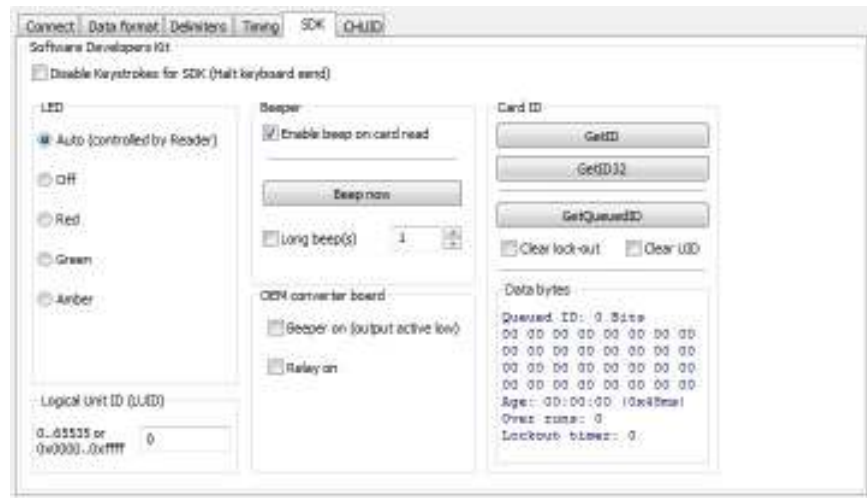 Connect Data format Delimiters Timing SDK CHUID
Software Developers Kit
Disable Keystrokes for SDK (Halt keyboard send)
LED
Auto (controlled by Reader)
Off
Red
Green
Amber
Logical Unit ID (LUID)
0..65535 or
0x0000..0xffff
0
Beeper
Enable beep on card read
Beep now
Long beep(s) 1
OEM converter board
Beeper on (output active low)
Relay on
Card ID
GetID
GetID32
GetQueuedID
Clear lock-out Clear UID
Data bytes
Queued ID: 0 Bits
00 00 00 00 00 00 00 00
00 00 00 00 00 00 00 00
00 00 00 00 00 00 00 00
00 00 00 00 00 00 00 00
Age: 00:00:00 (0x48ms)
Over runs: 0
Lockout timer: 0